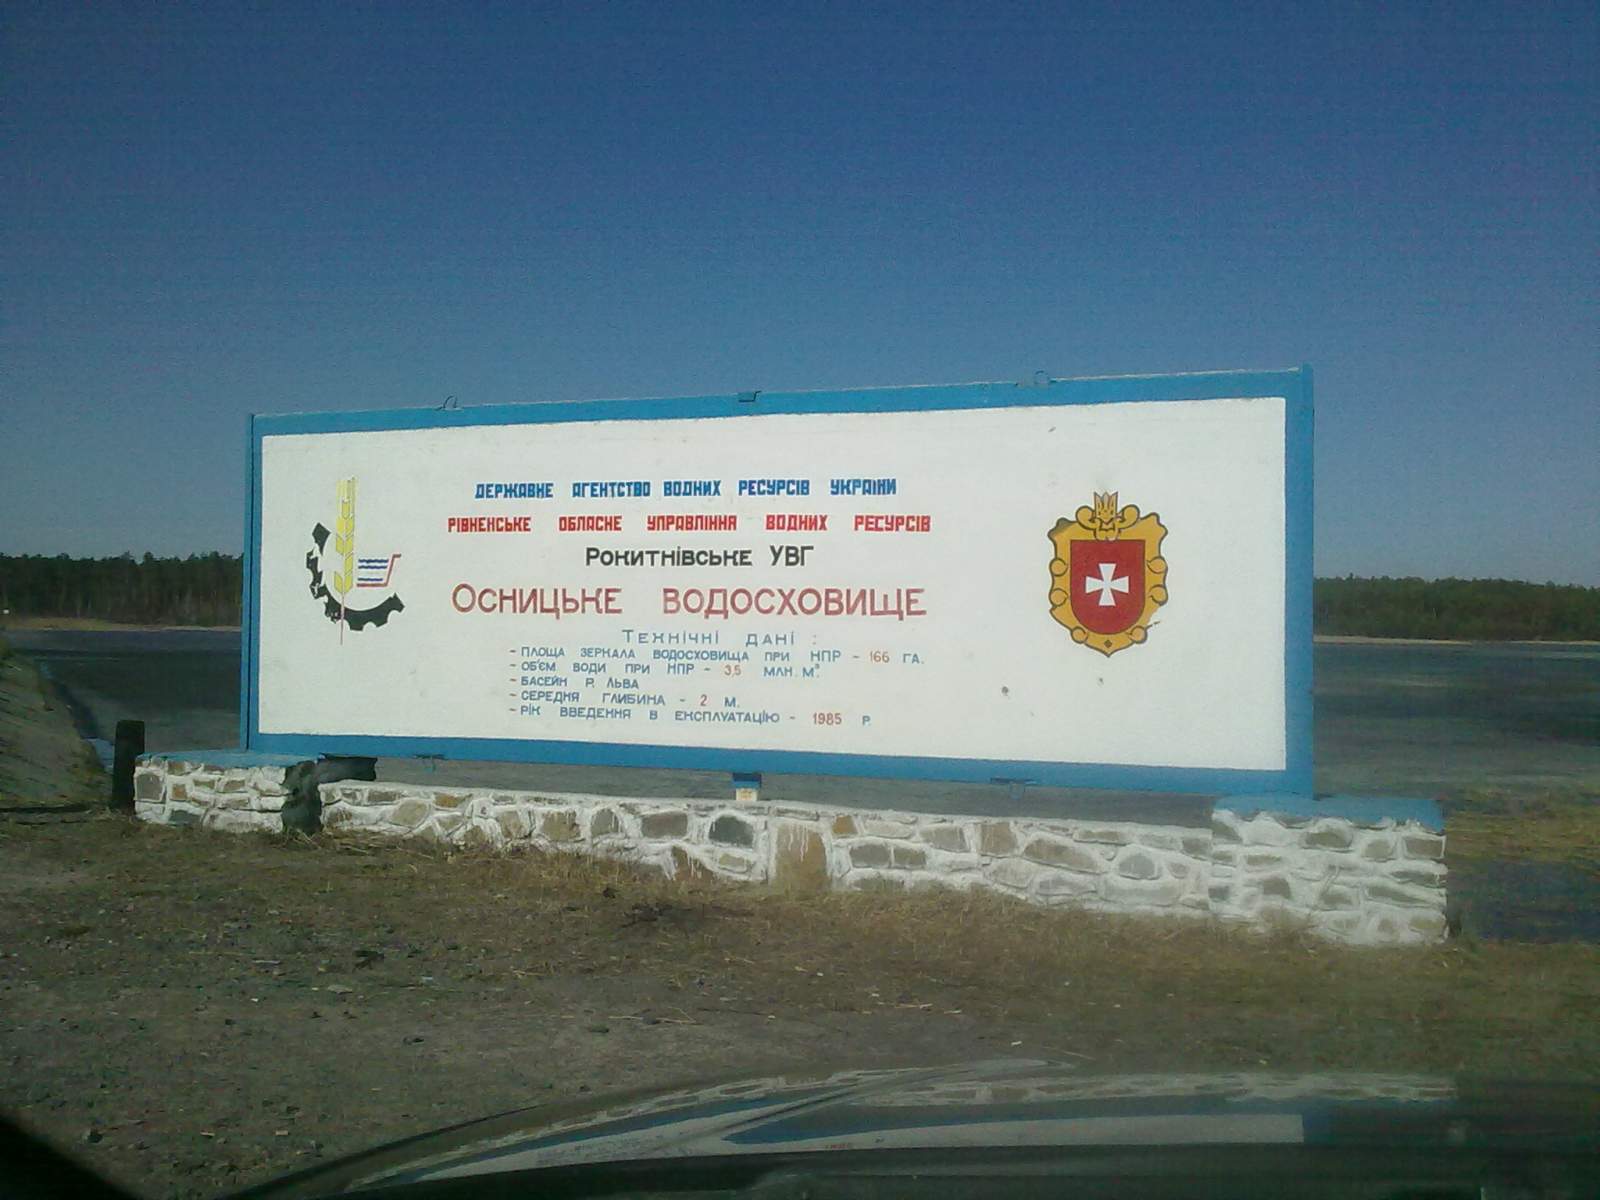 ДЕРЖАВНЕ АГЕНТСТВО ВОДНИХ РЕСУРСІВ УКРАЇНИ
РІВНЕНСЬКЕ ОБЛАСНЕ УПРАВЛІННЯ ВОДНИХ РЕСУРСІВ
РОКИТНІВСЬКЕ УВГ
ОСНИЦЬКЕ ВОДОСХОВИЩЕ
ТЕХНІЧНІ ДАНІ :
- ПЛОЩА ЗЕРКАЛА ВОДОСХОВИЩА ПРИ НПР - 166 ГА.
- ОБ'ЄМ ВОДИ ПРИ НПР - 3,5 МЛН. М³.
- БАСЕЙН Р. ЛЬВА
- СЕРЕДНЯ ГЛИБИНА - 2 М.
- РІК ВВЕДЕННЯ В ЕКСПЛУАТАЦІЮ - 1985 Р.